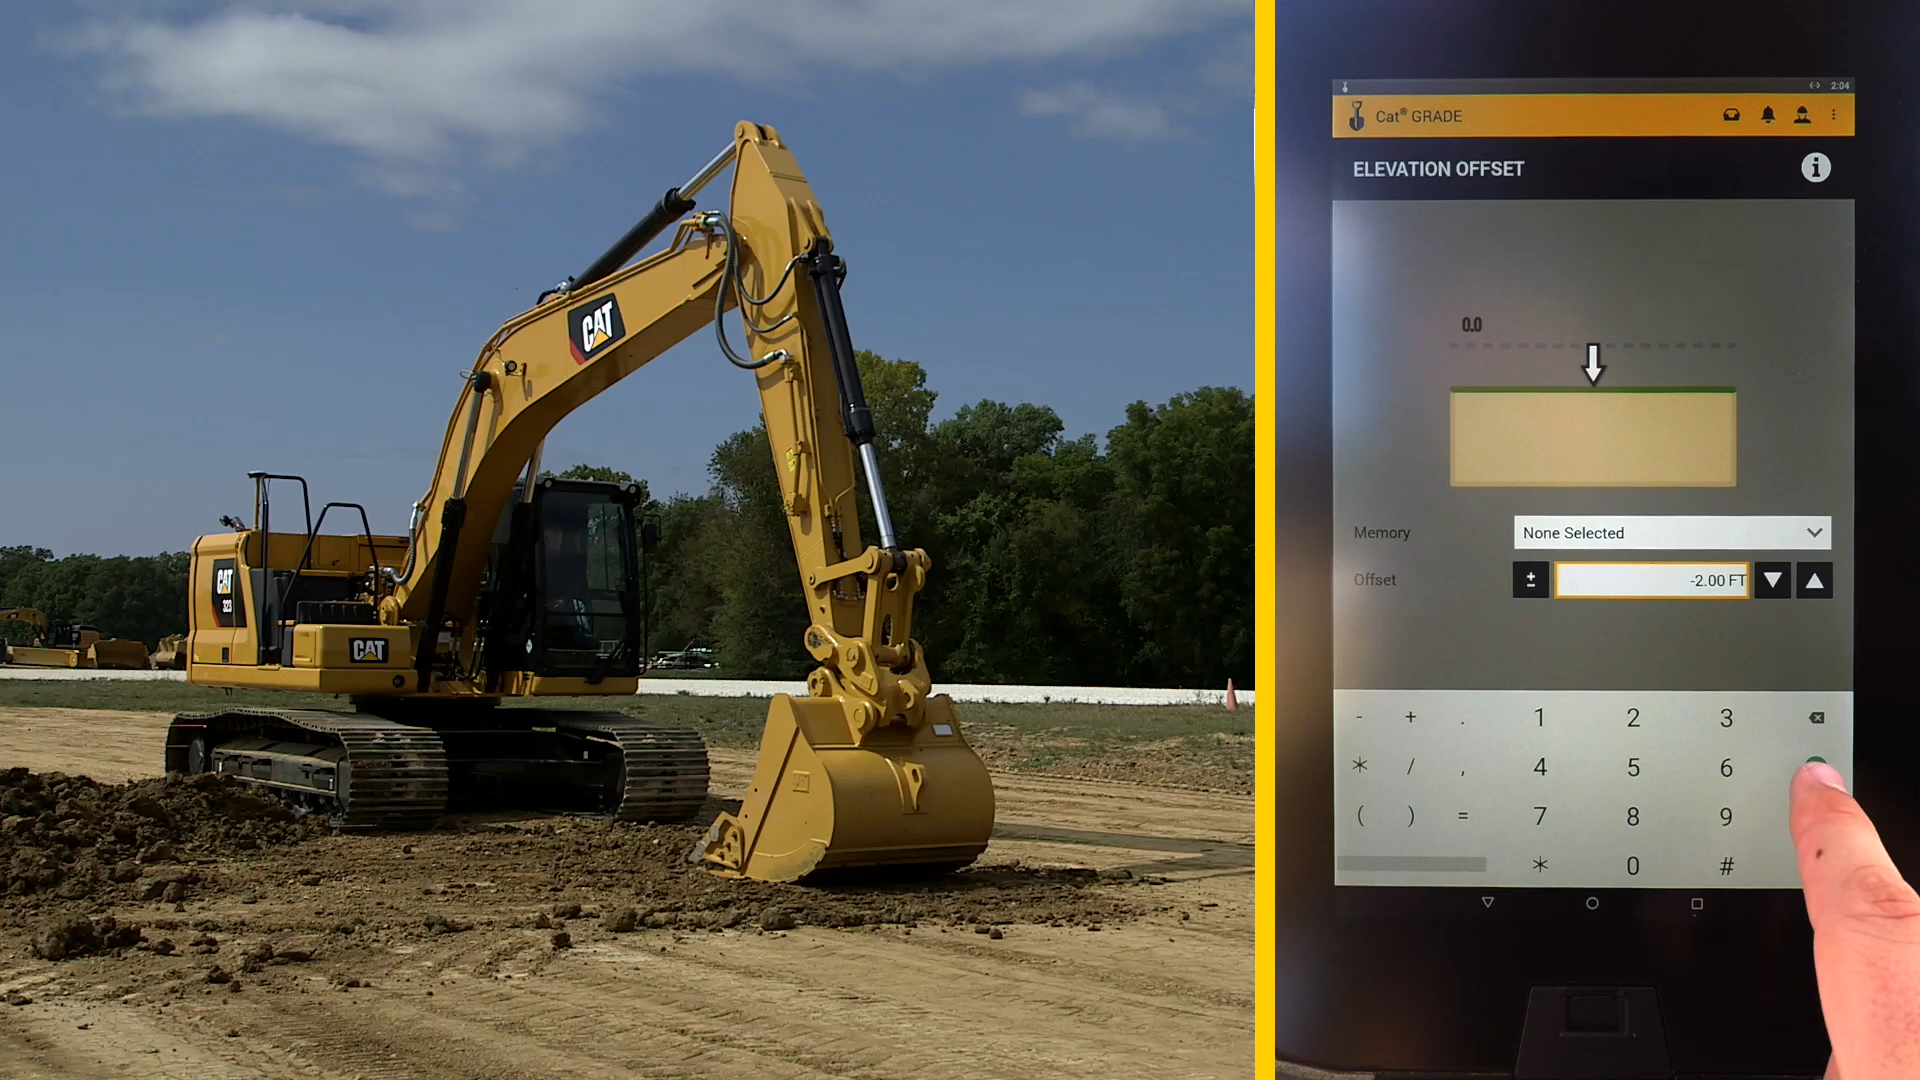 CAT
CAT
323
CAT
2:04
Cat® GRADE
ELEVATION OFFSET
i
0.0
Memory
None Selected
Offset
±
-2.00 FT
- + . 1 2 3
* / , 4 5 6
( ) = 7 8 9
* 0 #